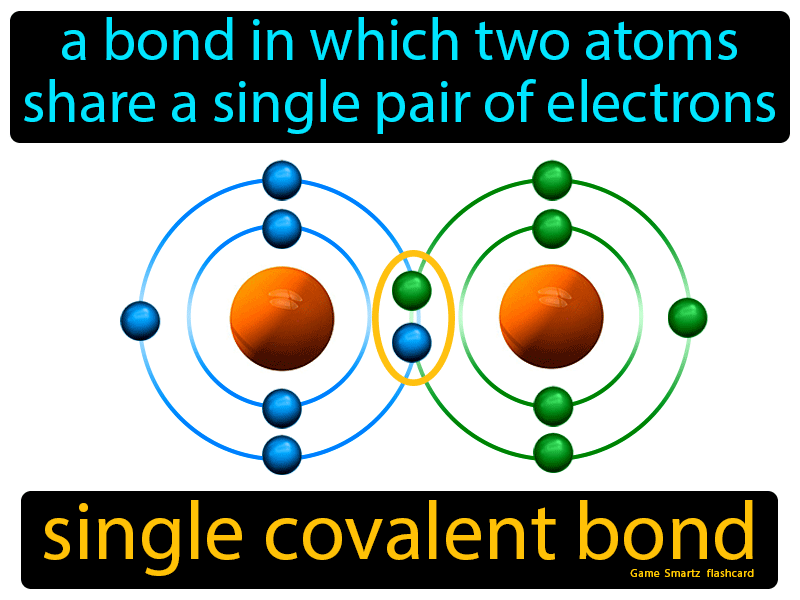 a bond in which two atoms
share a single pair of electrons
single covalent bond
Game Smartz flashcard